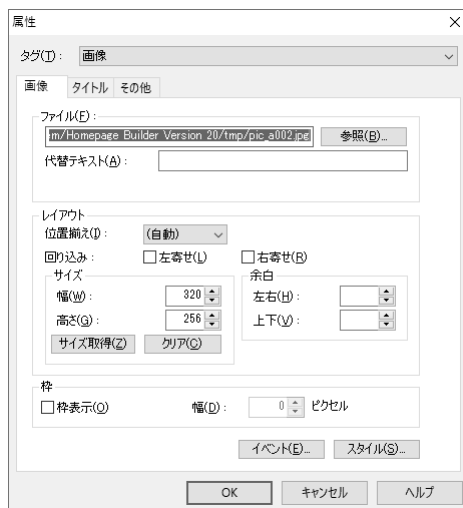 属性
タグ(T): 画像
画像 タイトル その他
ファイル(F):
rm/Homepage Builder Version 20/tmp/pic_a002.jpg 参照(B)...
代替テキスト(A):
レイアウト
位置揃え(I): (自動)
回り込み: 左寄せ(L) 右寄せ(R)
サイズ 余白
幅(W): 320 左右(H):
高さ(G): 256 上下(V):
サイズ取得(Z) クリア(C)
枠
枠表示(O) 幅(D): 0 ピクセル
イベント(E)... スタイル(S)...
OK キャンセル ヘルプ